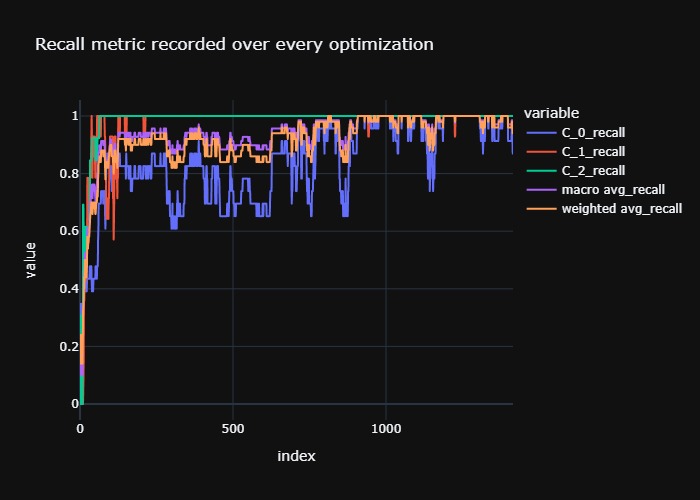 Recall metric recorded over every optimization
value
1
0.8
0.6
0.4
0.2
0
0
500
1000
index
variable
C_0_recall
C_1_recall
C_2_recall
macro avg_recall
weighted avg_recall